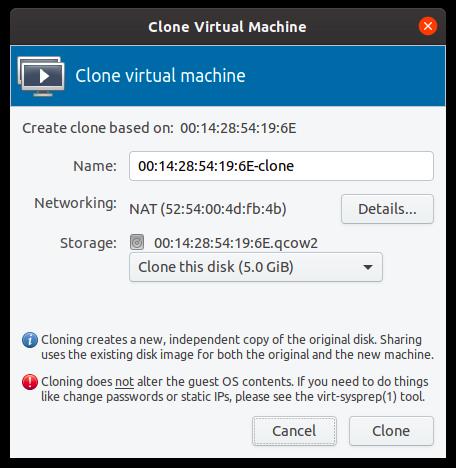 Clone Virtual Machine
Clone virtual machine
Create clone based on: 00:14:28:54:19:6E
Name: 00:14:28:54:19:6E-clone
Networking: NAT (52:54:00:4d:fb:4b) Details...
Storage: 00:14:28:54:19:6E.qcow2
Clone this disk (5.0 GiB)
Cloning creates a new, independent copy of the original disk. Sharing
uses the existing disk image for both the original and the new machine.
Cloning does not alter the guest OS contents. If you need to do things
like change passwords or static IPs, please see the virt-sysprep(1) tool.
Cancel Clone